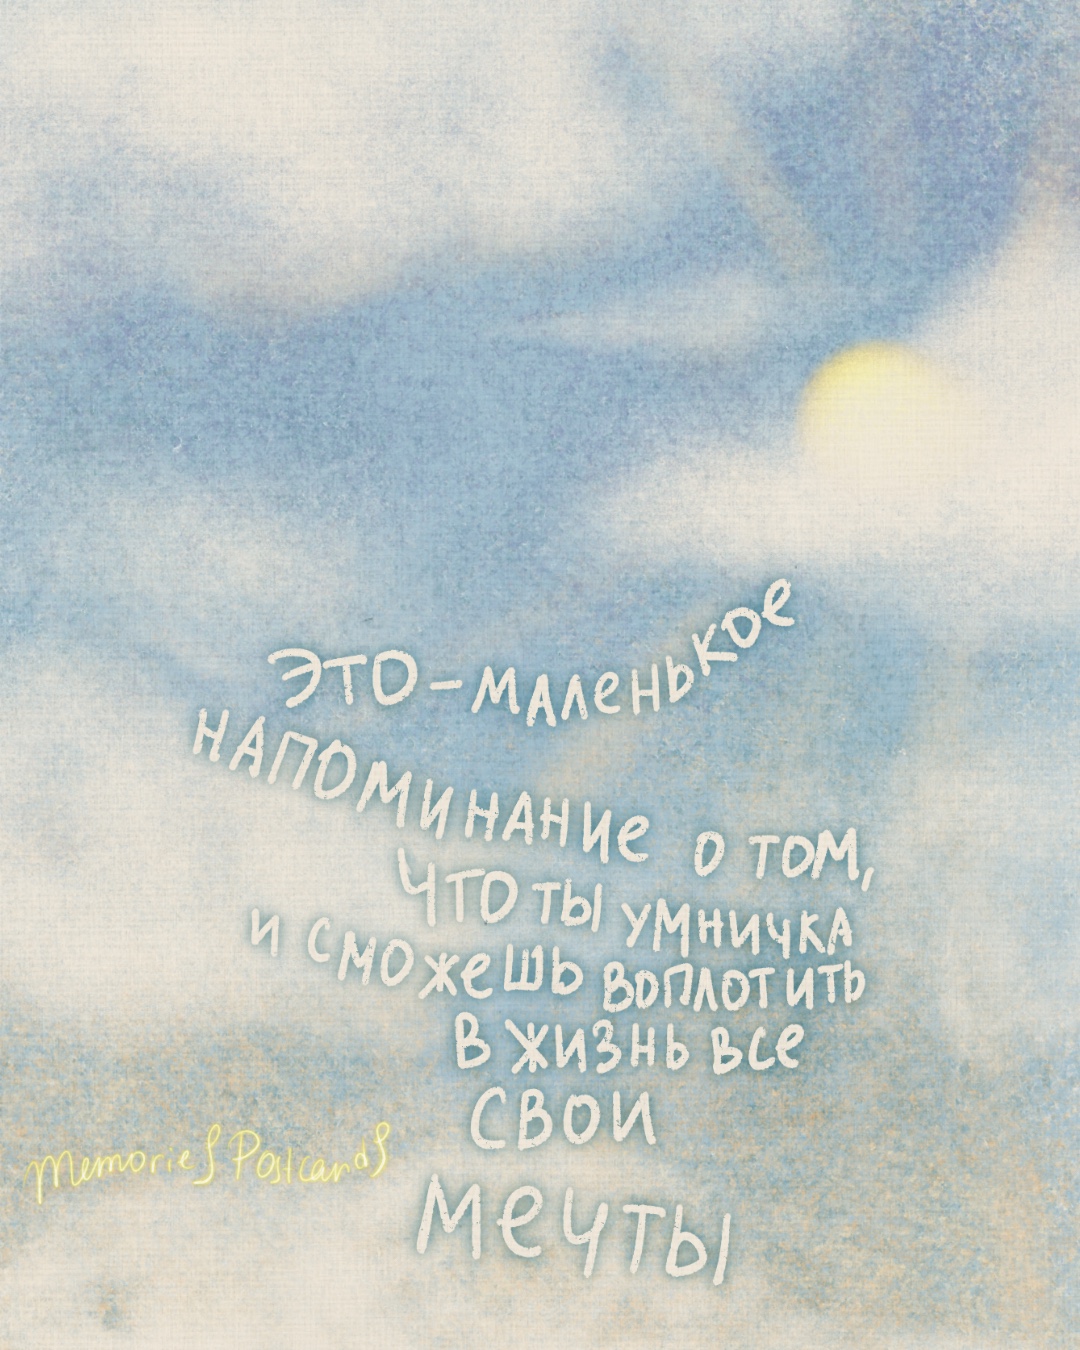 это - маленькое
напоминание о том,
что ты умничка
и сможешь воплотить
в жизнь все
свои
мечты
Memories Postcards